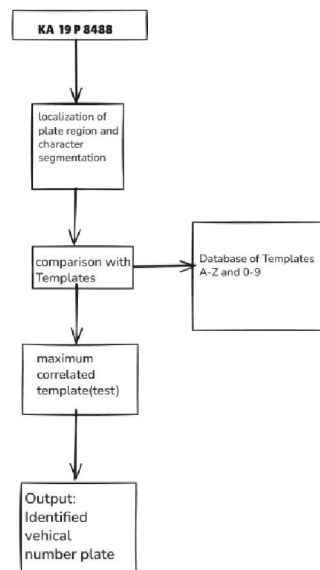 KA 19 P 8488
localization of
plate region and
character
segmentation
comparison with
Templates
Database of Templates
A-Z and 0-9
maximum
correlated
template(test)
Output:
Identified
vehical
number plate